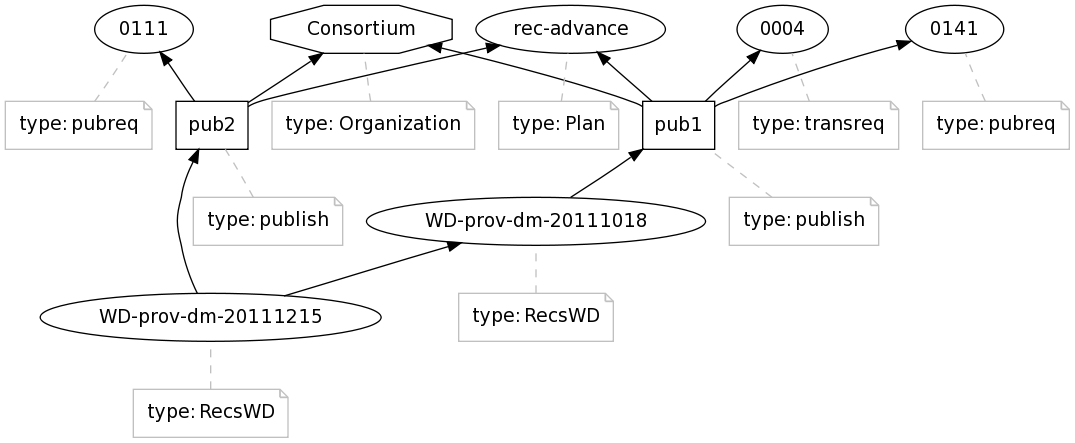 0111
Consortium
rec-advance
0004
0141
type: pubreq
pub2
type: Organization
type: Plan
pub1
type: transreq
type: pubreq
type: publish
WD-prov-dm-20111018
type: publish
WD-prov-dm-20111215
type: RecsWD
type: RecsWD